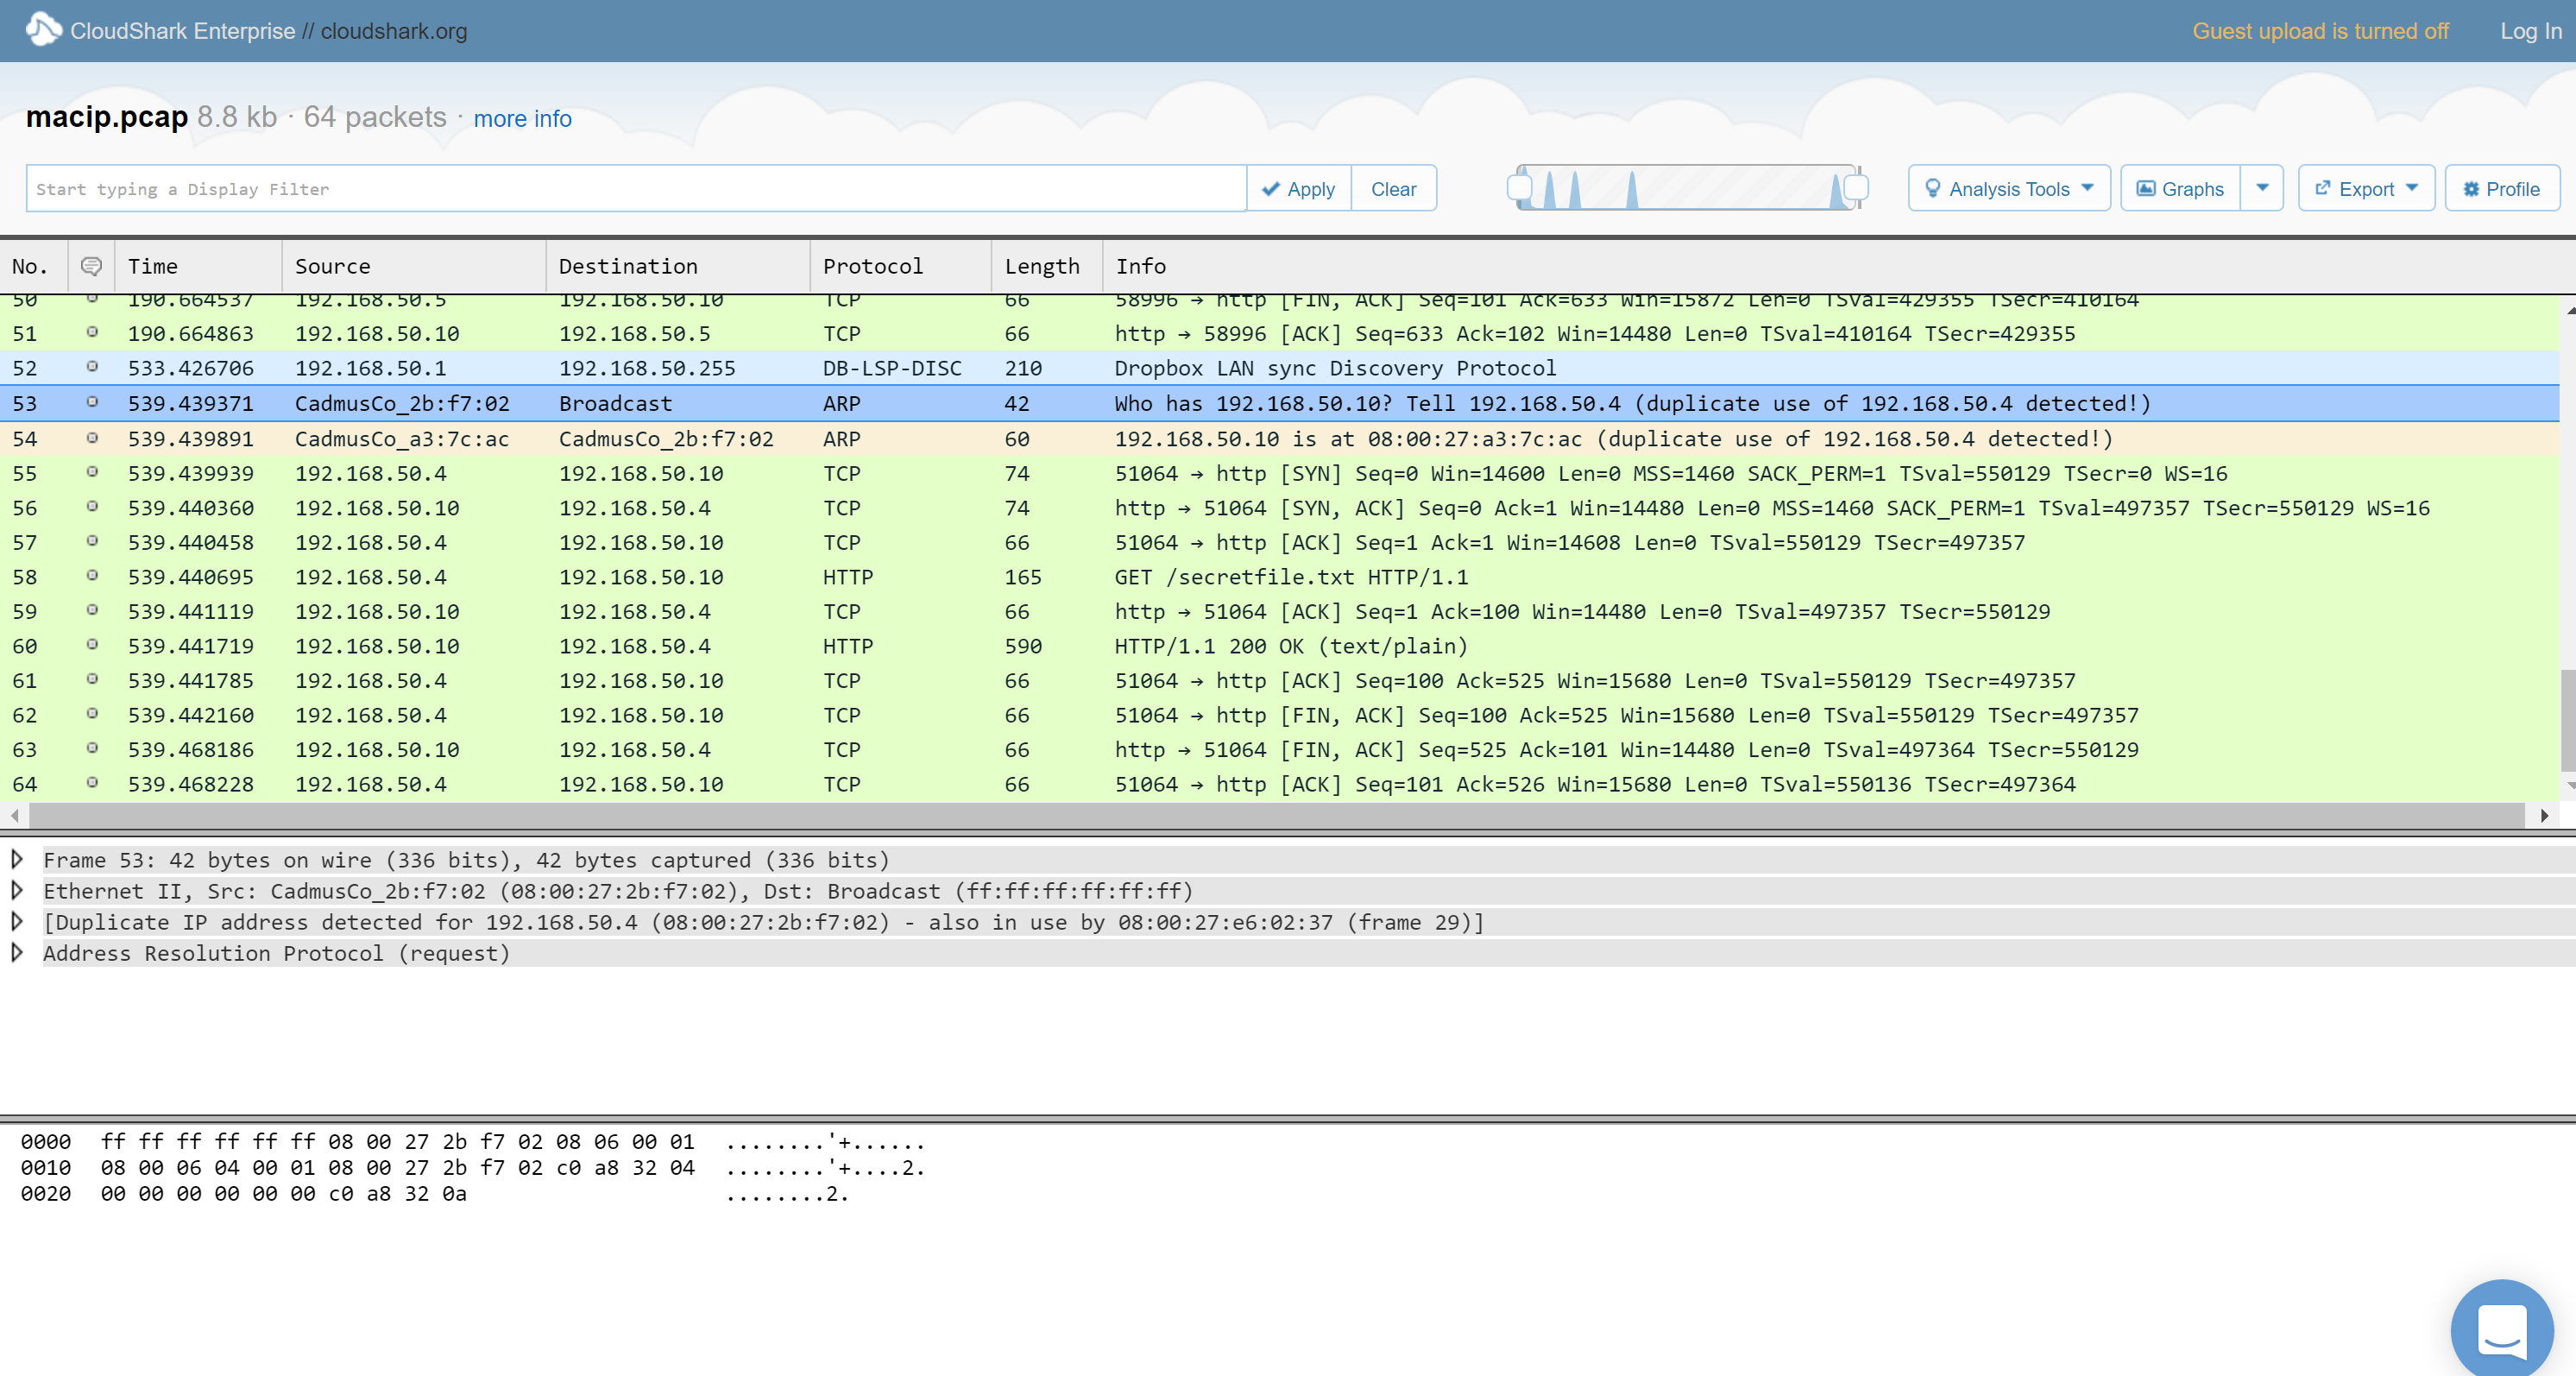 CloudShark Enterprise // cloudshark.org Guest upload is turned off Log In
macip.pcap 8.8 kb · 64 packets · more info
Start typing a Display Filter Apply Clear Analysis Tools Graphs Export Profile
No. Time Source Destination Protocol Length Info
50 190.664537 192.168.50.5 192.168.50.10 TCP 66 58996 → http [FIN, ACK] Seq=101 Ack=633 Win=15872 Len=0 TSval=429355 TSecr=410164
51 190.664863 192.168.50.10 192.168.50.5 TCP 66 http → 58996 [ACK] Seq=633 Ack=102 Win=14480 Len=0 TSval=410164 TSecr=429355
52 533.426706 192.168.50.1 192.168.50.255 DB-LSP-DISC 210 Dropbox LAN sync Discovery Protocol
53 539.439371 CadmusCo_2b:f7:02 Broadcast ARP 42 Who has 192.168.50.10? Tell 192.168.50.4 (duplicate use of 192.168.50.4 detected!)
54 539.439891 CadmusCo_a3:7c:ac CadmusCo_2b:f7:02 ARP 60 192.168.50.10 is at 08:00:27:a3:7c:ac (duplicate use of 192.168.50.4 detected!)
55 539.439939 192.168.50.4 192.168.50.10 TCP 74 51064 → http [SYN] Seq=0 Win=14600 Len=0 MSS=1460 SACK_PERM=1 TSval=550129 TSecr=0 WS=16
56 539.440360 192.168.50.10 192.168.50.4 TCP 74 http → 51064 [SYN, ACK] Seq=0 Ack=1 Win=14480 Len=0 MSS=1460 SACK_PERM=1 TSval=497357 TSecr=550129 WS=16
57 539.440458 192.168.50.4 192.168.50.10 TCP 66 51064 → http [ACK] Seq=1 Ack=1 Win=14608 Len=0 TSval=550129 TSecr=497357
58 539.440695 192.168.50.4 192.168.50.10 HTTP 165 GET /secretfile.txt HTTP/1.1
59 539.441119 192.168.50.10 192.168.50.4 TCP 66 http → 51064 [ACK] Seq=1 Ack=100 Win=14480 Len=0 TSval=497357 TSecr=550129
60 539.441719 192.168.50.10 192.168.50.4 HTTP 590 HTTP/1.1 200 OK (text/plain)
61 539.441785 192.168.50.4 192.168.50.10 TCP 66 51064 → http [ACK] Seq=100 Ack=525 Win=15680 Len=0 TSval=550129 TSecr=497357
62 539.442160 192.168.50.4 192.168.50.10 TCP 66 51064 → http [FIN, ACK] Seq=100 Ack=525 Win=15680 Len=0 TSval=550129 TSecr=497357
63 539.468186 192.168.50.10 192.168.50.4 TCP 66 http → 51064 [FIN, ACK] Seq=525 Ack=101 Win=14480 Len=0 TSval=497364 TSecr=550129
64 539.468228 192.168.50.4 192.168.50.10 TCP 66 51064 → http [ACK] Seq=101 Ack=526 Win=15680 Len=0 TSval=550136 TSecr=497364
Frame 53: 42 bytes on wire (336 bits), 42 bytes captured (336 bits)
Ethernet II, Src: CadmusCo_2b:f7:02 (08:00:27:2b:f7:02), Dst: Broadcast (ff:ff:ff:ff:ff:ff)
[Duplicate IP address detected for 192.168.50.4 (08:00:27:2b:f7:02) - also in use by 08:00:27:e6:02:37 (frame 29)]
Address Resolution Protocol (request)
0000 ff ff ff ff ff ff 08 00 27 2b f7 02 08 06 00 01 ........'+......
0010 08 00 06 04 00 01 08 00 27 2b f7 02 c0 a8 32 04 ........'+....2.
0020 00 00 00 00 00 00 c0 a8 32 0a ........2.